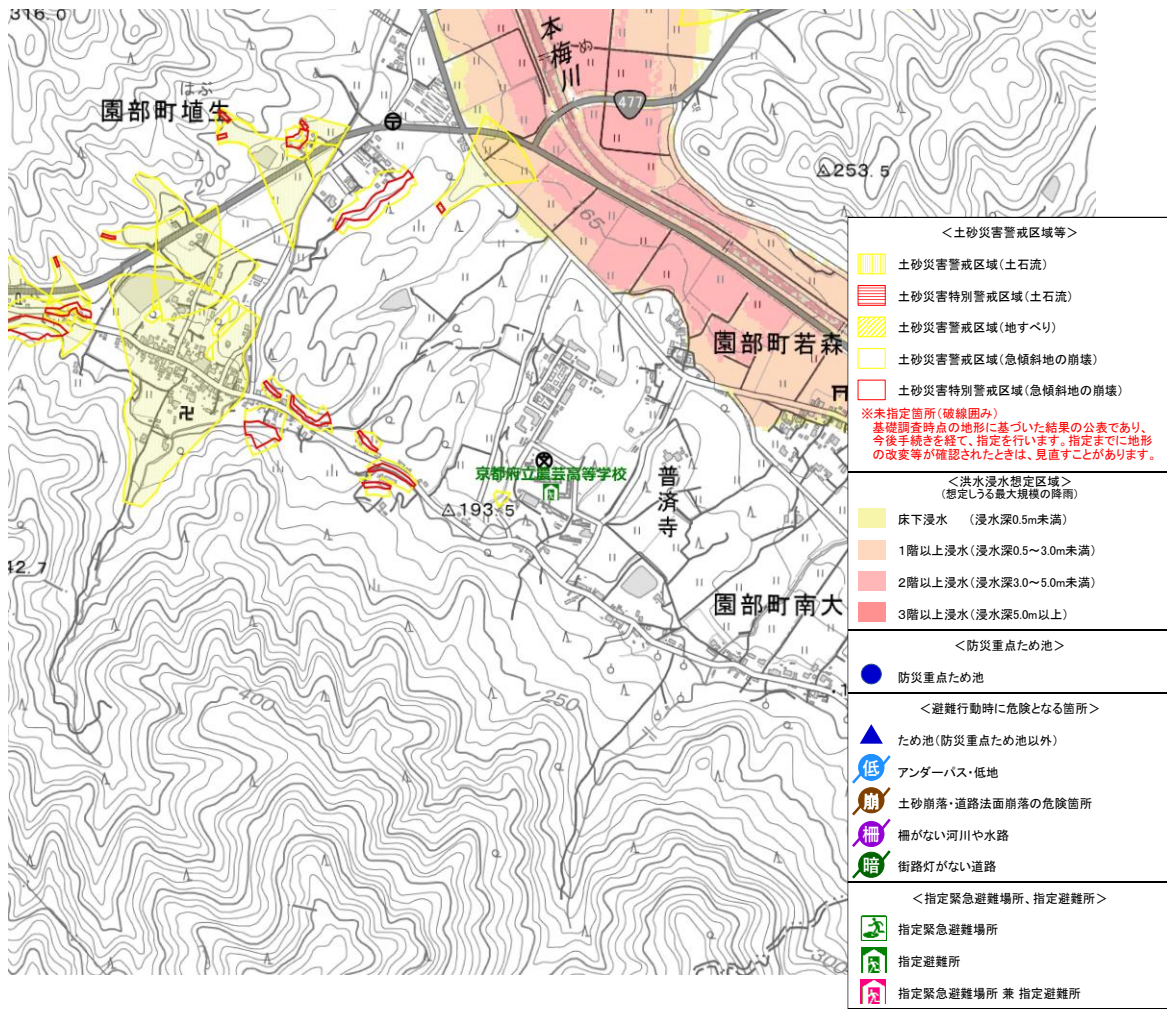 316.0
本梅川
め
477
はぶ
園部町埴生
200
253.5
65
園部町若森
京都府立農芸高等学校
193.5
普済寺
42.7
園部町南大
400
250
300
＜土砂災害警戒区域等＞
土砂災害警戒区域（土石流）
土砂災害特別警戒区域（土石流）
土砂災害警戒区域（地すべり）
土砂災害警戒区域（急傾斜地の崩壊）
土砂災害特別警戒区域（急傾斜地の崩壊）
※未指定箇所（破線囲み）
基礎調査時点の地形に基づいた結果の公表であり、
今後手続きを経て、指定を行います。指定までに地形
の改変等が確認されたときは、見直すことがあります。
＜洪水浸水想定区域＞
（想定しうる最大規模の降雨）
床下浸水　（浸水深0.5m未満）
1階以上浸水（浸水深0.5～3.0m未満）
2階以上浸水（浸水深3.0～5.0m未満）
3階以上浸水（浸水深5.0m以上）
＜防災重点ため池＞
防災重点ため池
＜避難行動時に危険となる箇所＞
ため池（防災重点ため池以外）
低 アンダーパス・低地
崩 土砂崩落・道路法面崩落の危険箇所
柵 柵がない河川や水路
暗 街路灯がない道路
＜指定緊急避難場所、指定避難所＞
指定緊急避難場所
指定避難所
指定緊急避難場所 兼 指定避難所